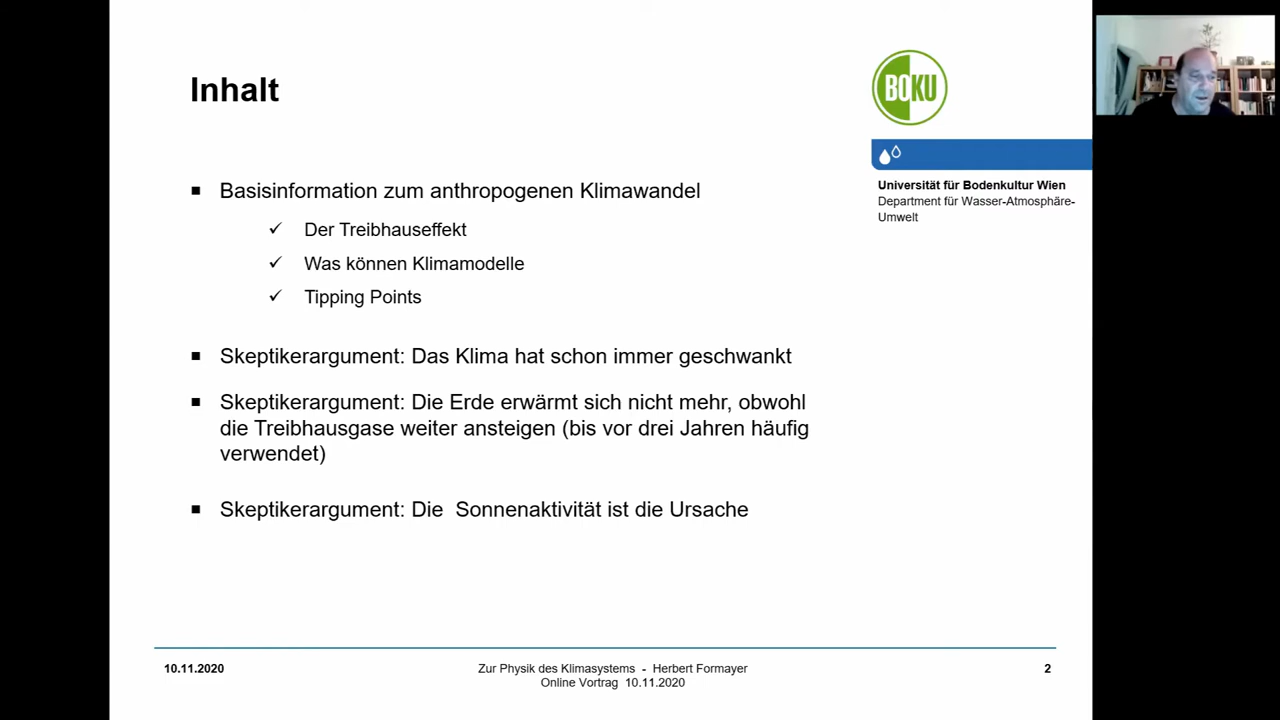 Inhalt
BOKU
Universität für Bodenkultur Wien
Department für Wasser-Atmosphäre-
Umwelt
Basisinformation zum anthropogenen Klimawandel
Der Treibhauseffekt
Was können Klimamodelle
Tipping Points
Skeptikerargument: Das Klima hat schon immer geschwankt
Skeptikerargument: Die Erde erwärmt sich nicht mehr, obwohl
die Treibhausgase weiter ansteigen (bis vor drei Jahren häufig
verwendet)
Skeptikerargument: Die  Sonnenaktivität ist die Ursache
10.11.2020
Zur Physik des Klimasystems  -  Herbert Formayer
Online Vortrag  10.11.2020
2